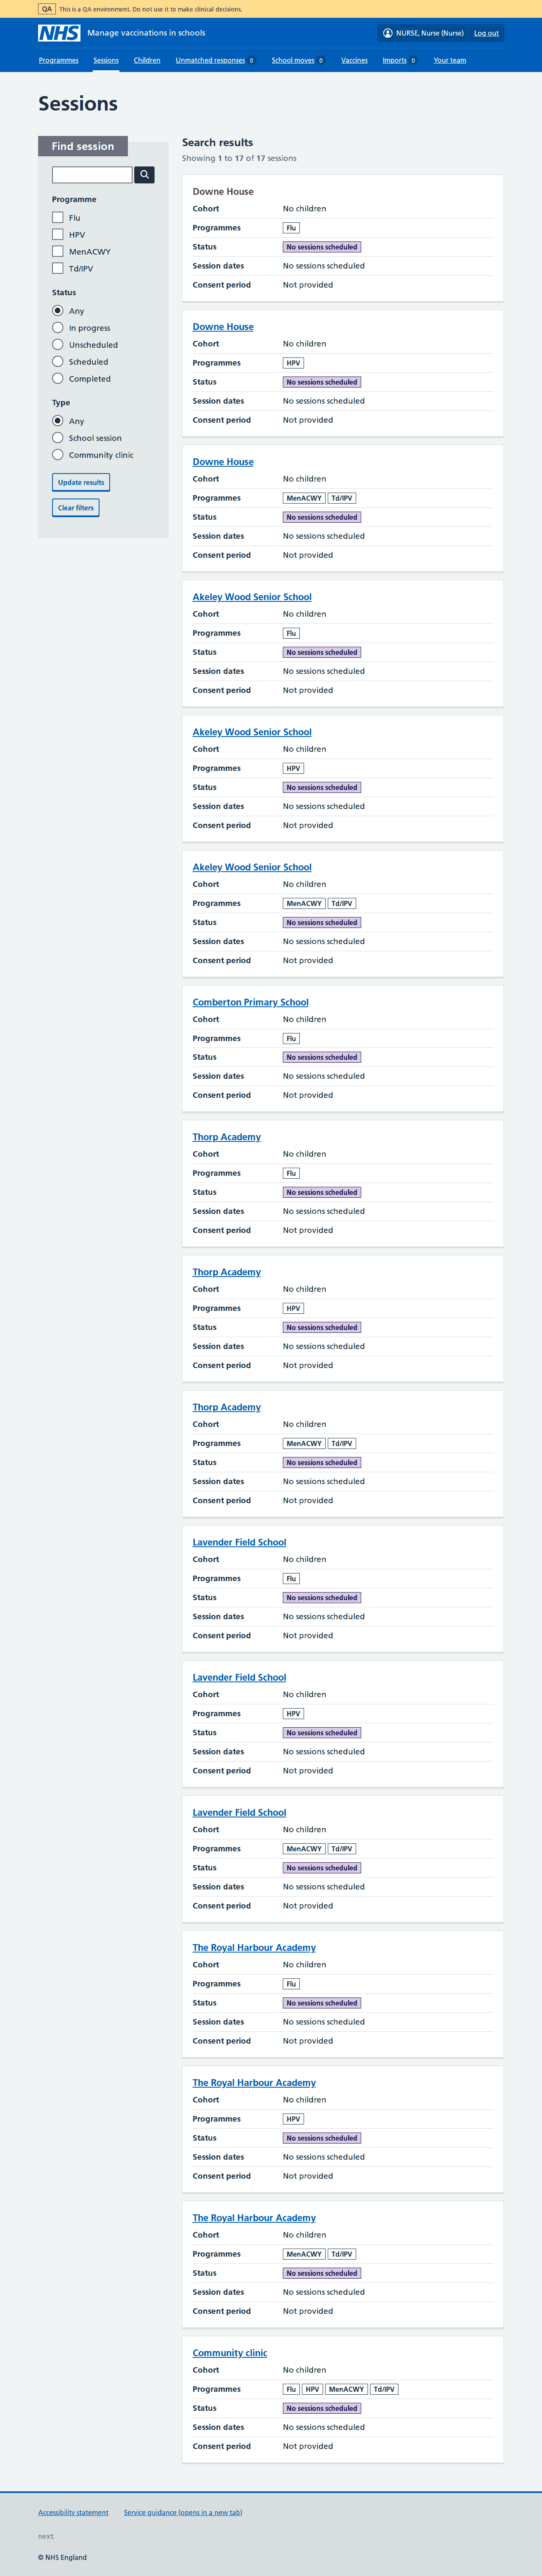 QA This is a QA environment. Do not use it to make clinical decisions.
NHS Manage vaccinations in schools NURSE, Nurse (Nurse) Log out
Programmes Sessions Children Unmatched responses 0 School moves 0 Vaccines Imports 0 Your team
Sessions
Find session
Programme
Flu
HPV
MenACWY
Td/IPV
Status
Any
In progress
Unscheduled
Scheduled
Completed
Type
Any
School session
Community clinic
Update results
Clear filters
Search results
Showing 1 to 17 of 17 sessions
Downe House
Cohort No children
Programmes Flu
Status No sessions scheduled
Session dates No sessions scheduled
Consent period Not provided
Downe House
Cohort No children
Programmes HPV
Status No sessions scheduled
Session dates No sessions scheduled
Consent period Not provided
Downe House
Cohort No children
Programmes MenACWY Td/IPV
Status No sessions scheduled
Session dates No sessions scheduled
Consent period Not provided
Akeley Wood Senior School
Cohort No children
Programmes Flu
Status No sessions scheduled
Session dates No sessions scheduled
Consent period Not provided
Akeley Wood Senior School
Cohort No children
Programmes HPV
Status No sessions scheduled
Session dates No sessions scheduled
Consent period Not provided
Akeley Wood Senior School
Cohort No children
Programmes MenACWY Td/IPV
Status No sessions scheduled
Session dates No sessions scheduled
Consent period Not provided
Comberton Primary School
Cohort No children
Programmes Flu
Status No sessions scheduled
Session dates No sessions scheduled
Consent period Not provided
Thorp Academy
Cohort No children
Programmes Flu
Status No sessions scheduled
Session dates No sessions scheduled
Consent period Not provided
Thorp Academy
Cohort No children
Programmes HPV
Status No sessions scheduled
Session dates No sessions scheduled
Consent period Not provided
Thorp Academy
Cohort No children
Programmes MenACWY Td/IPV
Status No sessions scheduled
Session dates No sessions scheduled
Consent period Not provided
Lavender Field School
Cohort No children
Programmes Flu
Status No sessions scheduled
Session dates No sessions scheduled
Consent period Not provided
Lavender Field School
Cohort No children
Programmes HPV
Status No sessions scheduled
Session dates No sessions scheduled
Consent period Not provided
Lavender Field School
Cohort No children
Programmes MenACWY Td/IPV
Status No sessions scheduled
Session dates No sessions scheduled
Consent period Not provided
The Royal Harbour Academy
Cohort No children
Programmes Flu
Status No sessions scheduled
Session dates No sessions scheduled
Consent period Not provided
The Royal Harbour Academy
Cohort No children
Programmes HPV
Status No sessions scheduled
Session dates No sessions scheduled
Consent period Not provided
The Royal Harbour Academy
Cohort No children
Programmes MenACWY Td/IPV
Status No sessions scheduled
Session dates No sessions scheduled
Consent period Not provided
Community clinic
Cohort No children
Programmes Flu HPV MenACWY Td/IPV
Status No sessions scheduled
Session dates No sessions scheduled
Consent period Not provided
Accessibility statement Service guidance (opens in a new tab)
next
© NHS England